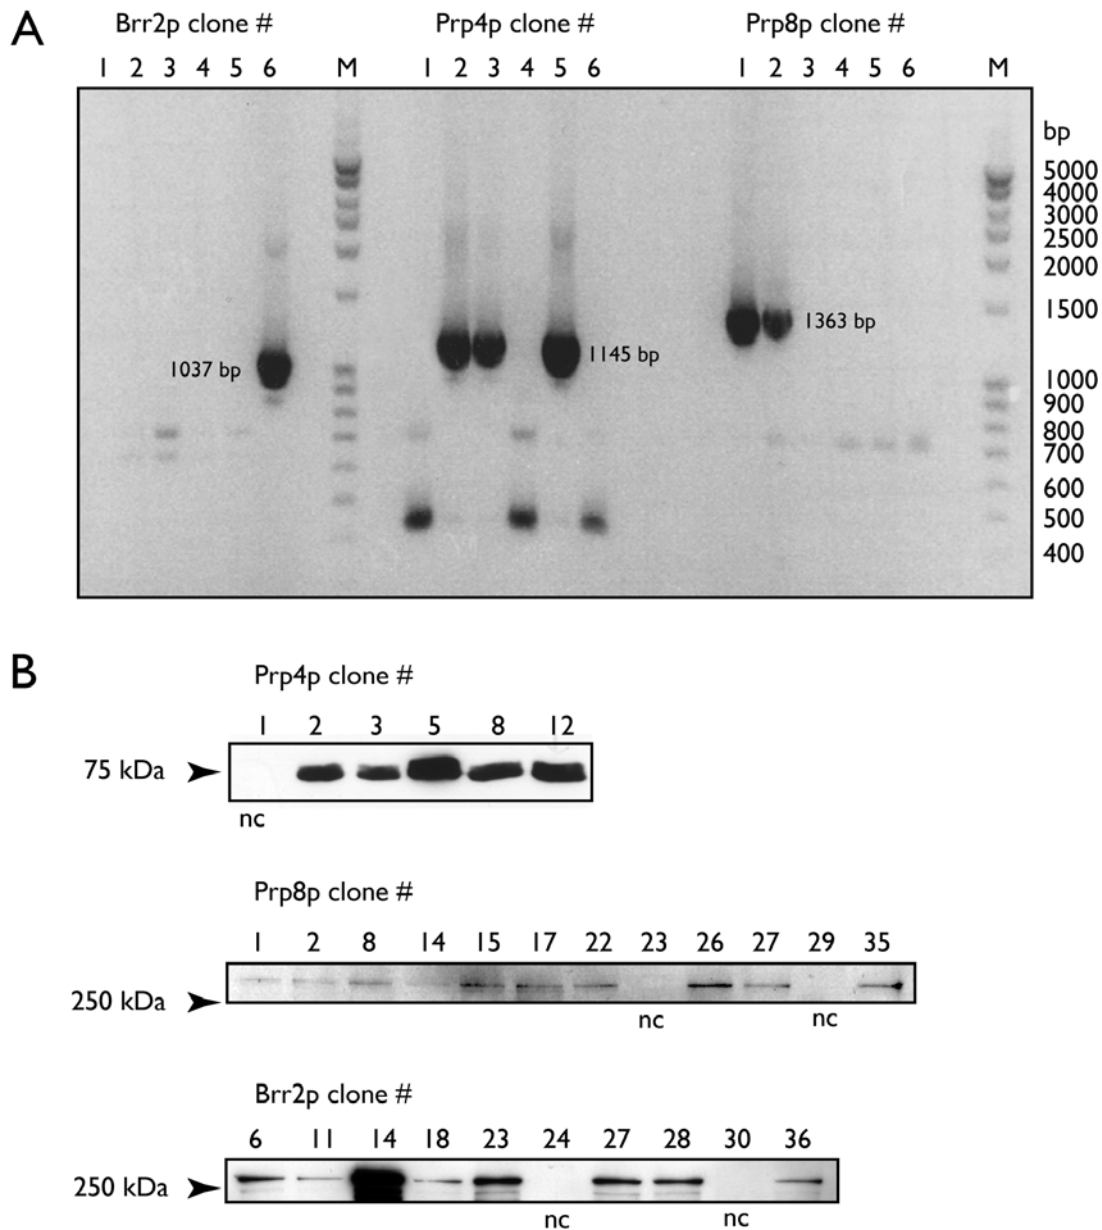 A
Brr2p clone #
Prp4p clone #
Prp8p clone #
1 2 3 4 5 6 M 1 2 3 4 5 6 1 2 3 4 5 6 M
bp
5000
4000
3000
2500
2000
1500
1000
900
800
700
600
500
400
1037 bp
1145 bp
1363 bp
B
Prp4p clone #
1 2 3 5 8 12
75 kDa
nc
Prp8p clone #
1 2 8 14 15 17 22 23 26 27 29 35
250 kDa
nc nc
Brr2p clone #
6 11 14 18 23 24 27 28 30 36
250 kDa
nc nc